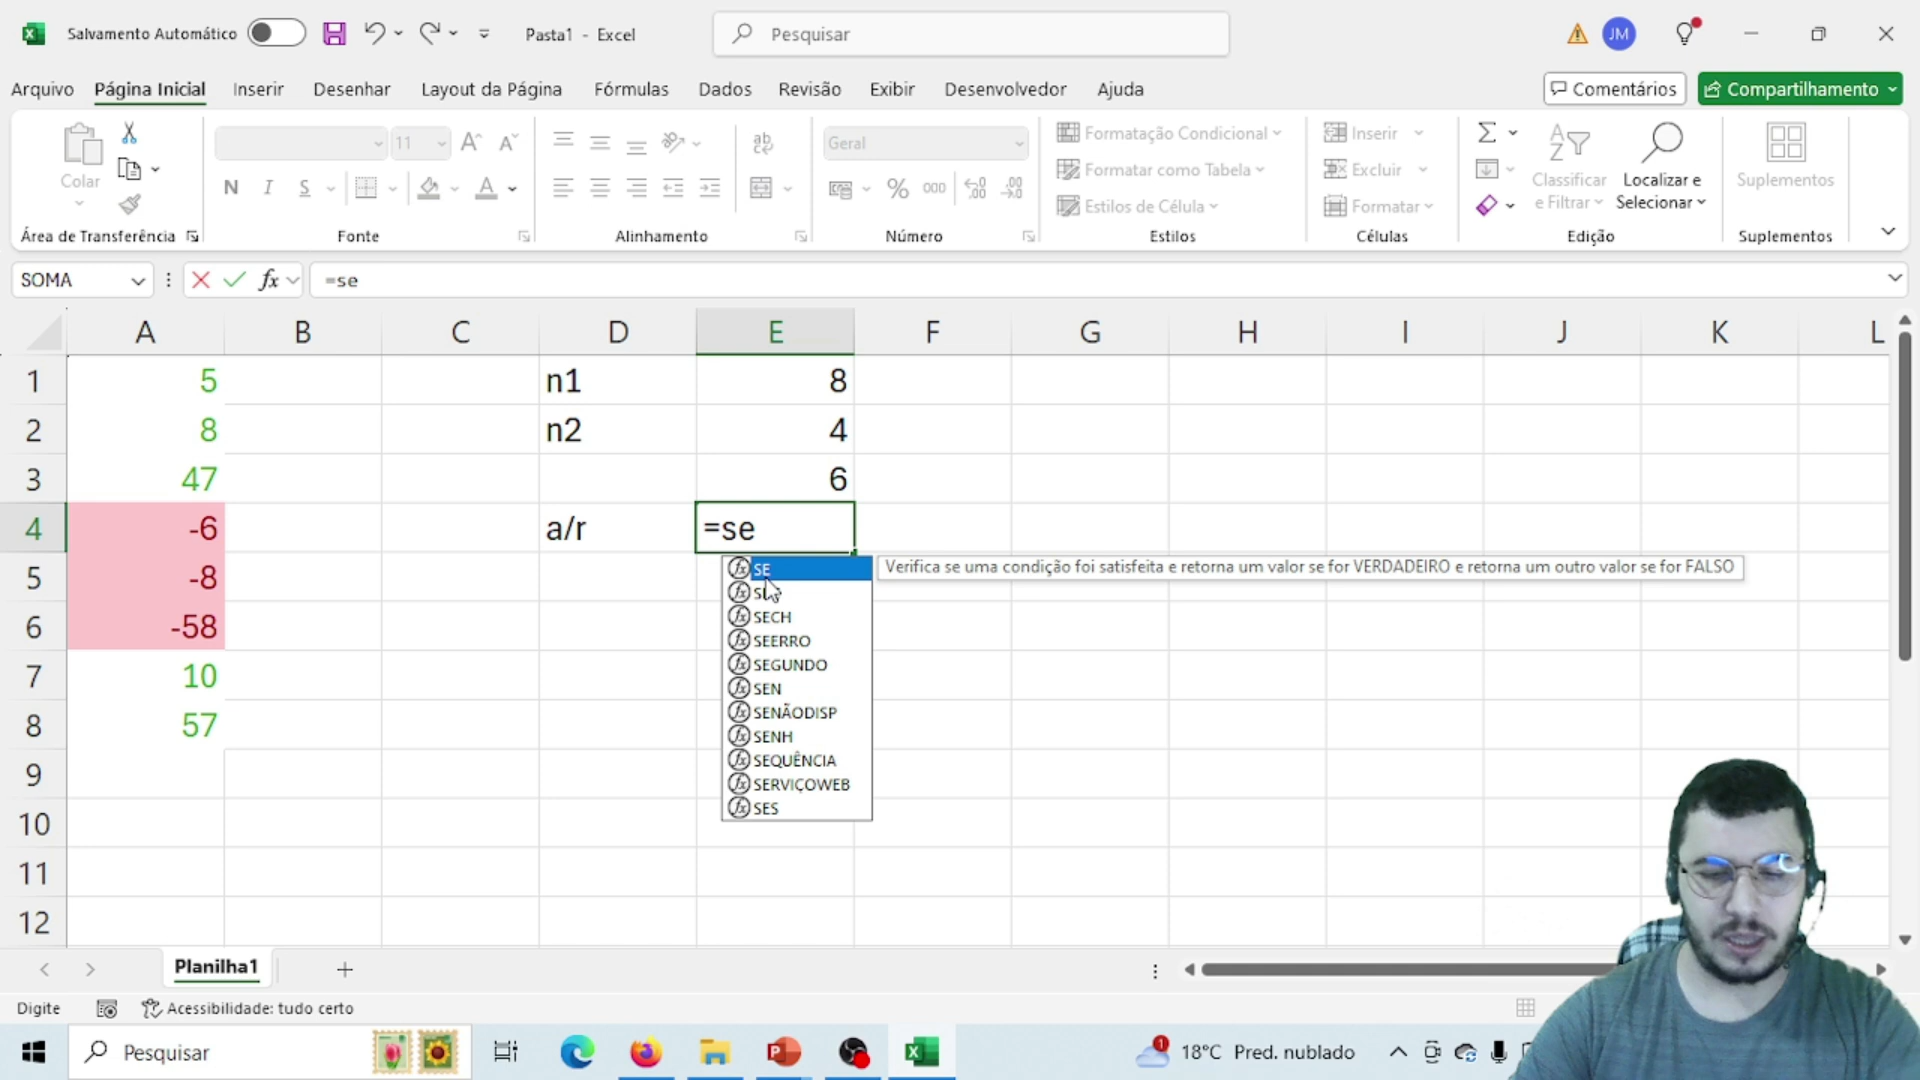 Salvamento Automático
Pasta1 - Excel
Pesquisar
JM
Arquivo Página Inicial Inserir Desenhar Layout da Página Fórmulas Dados Revisão Exibir Desenvolvedor Ajuda
Comentários
Compartilhamento
Colar
11
N I S A
ab
Geral
% 000
Formatação Condicional
Formatar como Tabela
Estilos de Célula
Inserir
Excluir
Formatar
Classificar e Filtrar
Localizar e Selecionar
Suplementos
Área de Transferência Fonte Alinhamento Número Estilos Células Edição Suplementos
SOMA
fx
=se
A B C D E F G H I J K L
1 5 n1 8
2 8 n2 4
3 47 6
4 -6 a/r =se
5 -8
6 -58
7 10
8 57
9
10
11
12
SE
Verifica se uma condição foi satisfeita e retorna um valor se for VERDADEIRO e retorna um outro valor se for FALSO
SECH
SEERRO
SEGUNDO
SEN
SENÃODISP
SENH
SEQUÊNCIA
SERVIÇOWEB
SES
Planilha1
Digite
Acessibilidade: tudo certo
Pesquisar
1
18°C Pred. nublado